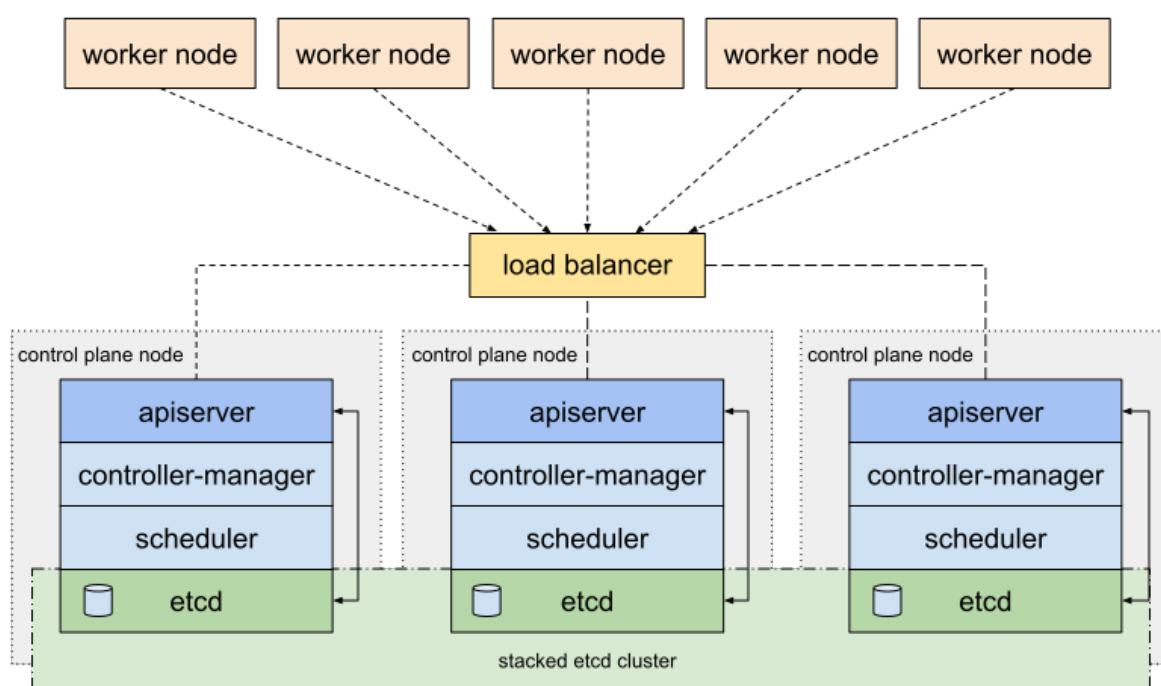 worker node
worker node
worker node
worker node
worker node
load balancer
control plane node
control plane node
control plane node
apiserver
apiserver
apiserver
controller-manager
controller-manager
controller-manager
scheduler
scheduler
scheduler
etcd
etcd
etcd
stacked etcd cluster